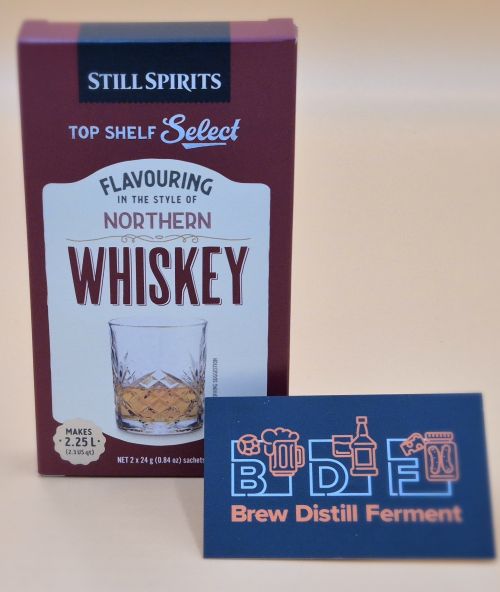 STILL SPIRITS
TOP SHELF Select
FLAVOURING
IN THE STYLE OF
NORTHERN
WHISKEY
MAKES
2.25 L
(2.3 US qt)
NET 2 x 24 g (0.84 oz) sachets
B D F
Brew Distill Ferment